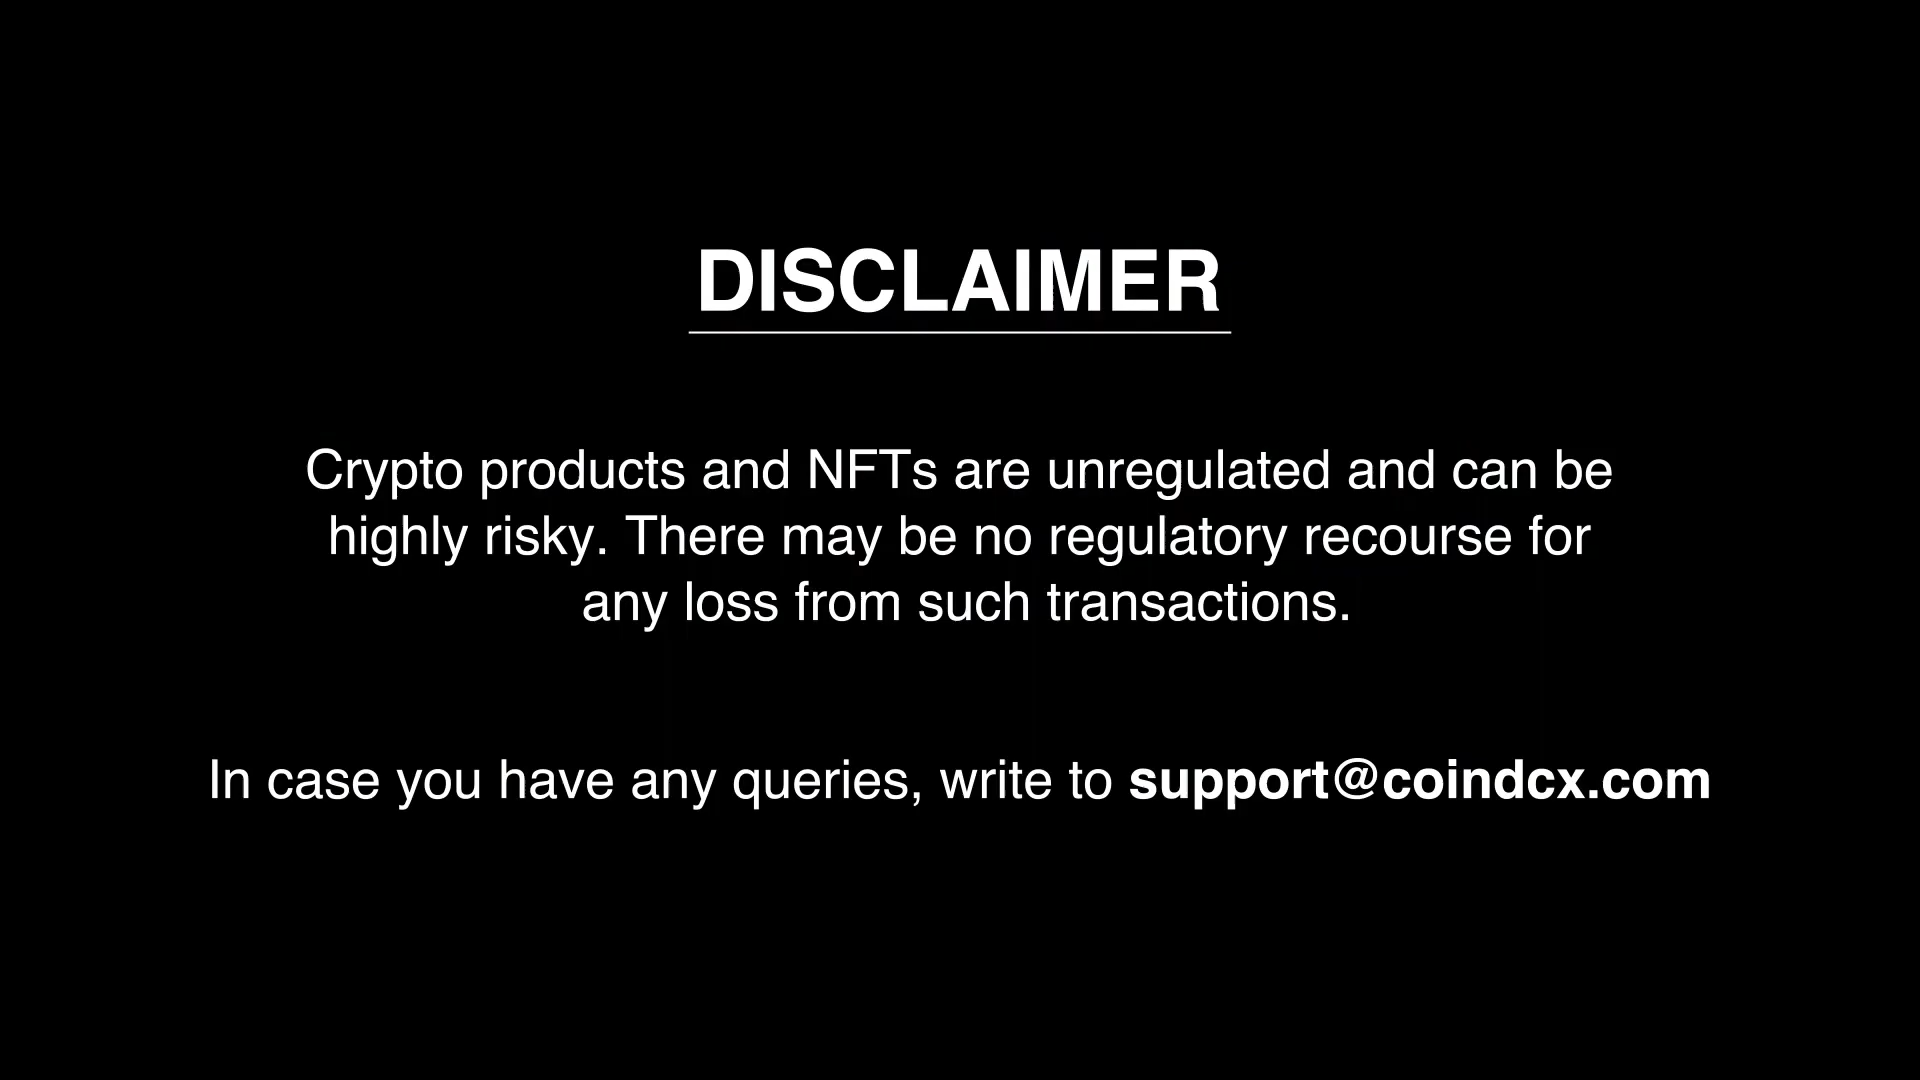 DISCLAIMER
Crypto products and NFTs are unregulated and can be
highly risky. There may be no regulatory recourse for
any loss from such transactions.
In case you have any queries, write to support@coindcx.com